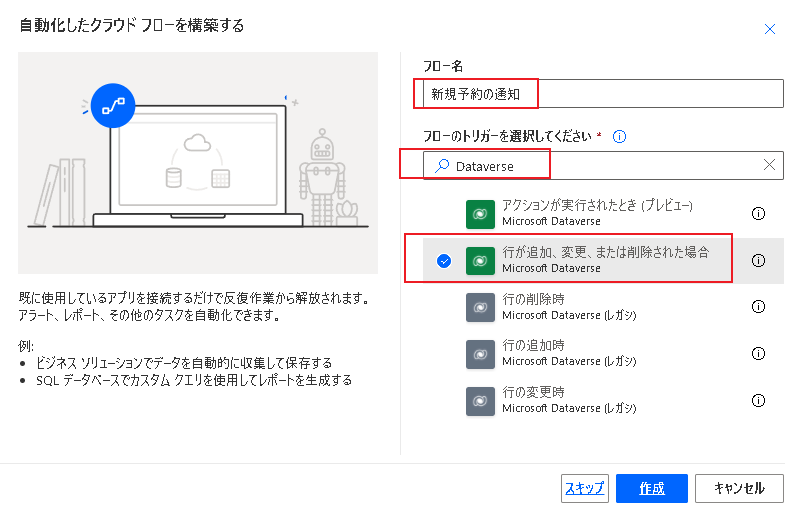 自動化したクラウド フローを構築する
既に使用しているアプリを接続するだけで反復作業から解放されます。
アラート、レポート、その他のタスクを自動化できます。
例:
• ビジネス ソリューションでデータを自動的に収集して保存する
• SQL データベースでカスタム クエリを使用してレポートを生成する
フロー名
新規予約の通知
フローのトリガーを選択してください *
Dataverse
アクションが実行されたとき (プレビュー)
Microsoft Dataverse
行が追加、変更、または削除された場合
Microsoft Dataverse
行の削除時
Microsoft Dataverse (レガシ)
行の追加時
Microsoft Dataverse (レガシ)
行の変更時
Microsoft Dataverse (レガシ)
スキップ
作成
キャンセル